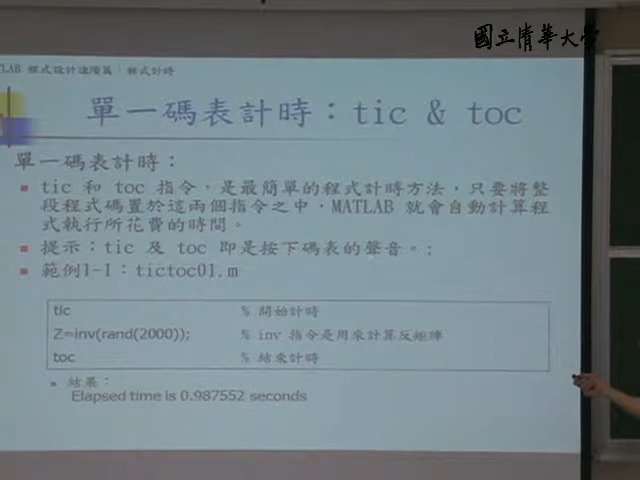 國立清華大學
TLAB 程式設計進階篇：程式計時
單一碼表計時：tic & toc
單一碼表計時：
tic 和 toc 指令，是最簡單的程式計時方法，只要將整
段程式碼置於這兩個指令之中，MATLAB 就會自動計算程
式執行所花費的時間。
提示：tic 及 toc 即是按下碼表的聲音。:
範例1-1：tictoc01.m
tic % 開始計時
Z=inv(rand(2000)); % inv 指令是用來計算反矩陣
toc % 結束計時
結果：
Elapsed time is 0.987552 seconds